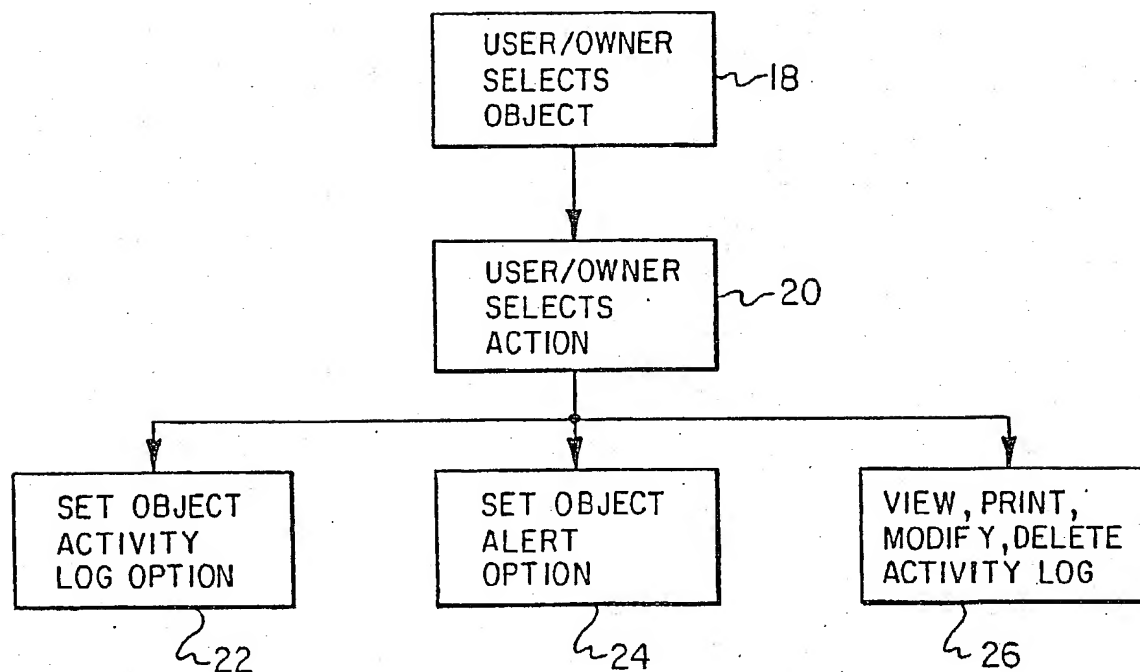 USER/OWNER
SELECTS
OBJECT
18
USER/OWNER
SELECTS
ACTION
20
SET OBJECT
ACTIVITY
LOG OPTION
22
SET OBJECT
ALERT
OPTION
24
VIEW, PRINT,
MODIFY, DELETE
ACTIVITY LOG
26